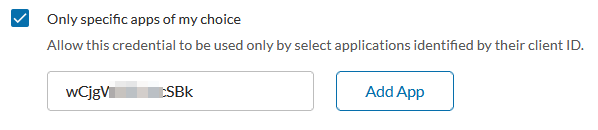 Only specific apps of my choice
Allow this credential to be used only by select applications identified by their client ID.
Add App